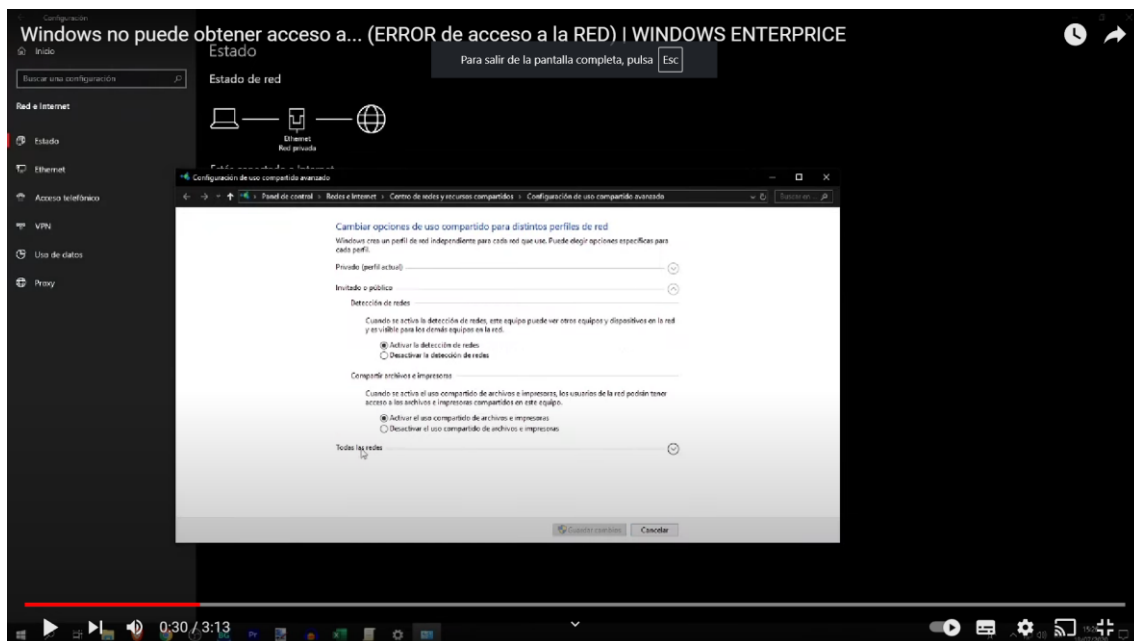 Configuración
Windows no puede obtener acceso a... (ERROR de acceso a la RED) | WINDOWS ENTERPRICE
Inicio
Estado
Para salir de la pantalla completa, pulsa Esc
Buscar una configuración
Estado de red
Red e Internet
Ethernet
Red privada
Estado
Ethernet
Acceso telefónico
VPN
Uso de datos
Proxy
Configuración de uso compartido avanzado
Panel de control › Redes e Internet › Centro de redes y recursos compartidos › Configuración de uso compartido avanzado
Buscar en...
Cambiar opciones de uso compartido para distintos perfiles de red
Windows crea un perfil de red independiente para cada red que use. Puede elegir opciones específicas para
cada perfil.
Privado (perfil actual)
Invitado o público
Detección de redes
Cuando se activa la detección de redes, este equipo puede ver otros equipos y dispositivos en la red
y es visible para los demás equipos en la red.
Activar la detección de redes
Desactivar la detección de redes
Compartir archivos e impresoras
Cuando se activa el uso compartido de archivos e impresoras, los usuarios de la red podrán tener
acceso a los archivos e impresoras compartidos en este equipo.
Activar el uso compartido de archivos e impresoras
Desactivar el uso compartido de archivos e impresoras
Todas las redes
Guardar cambios
Cancelar
0:30 / 3:13